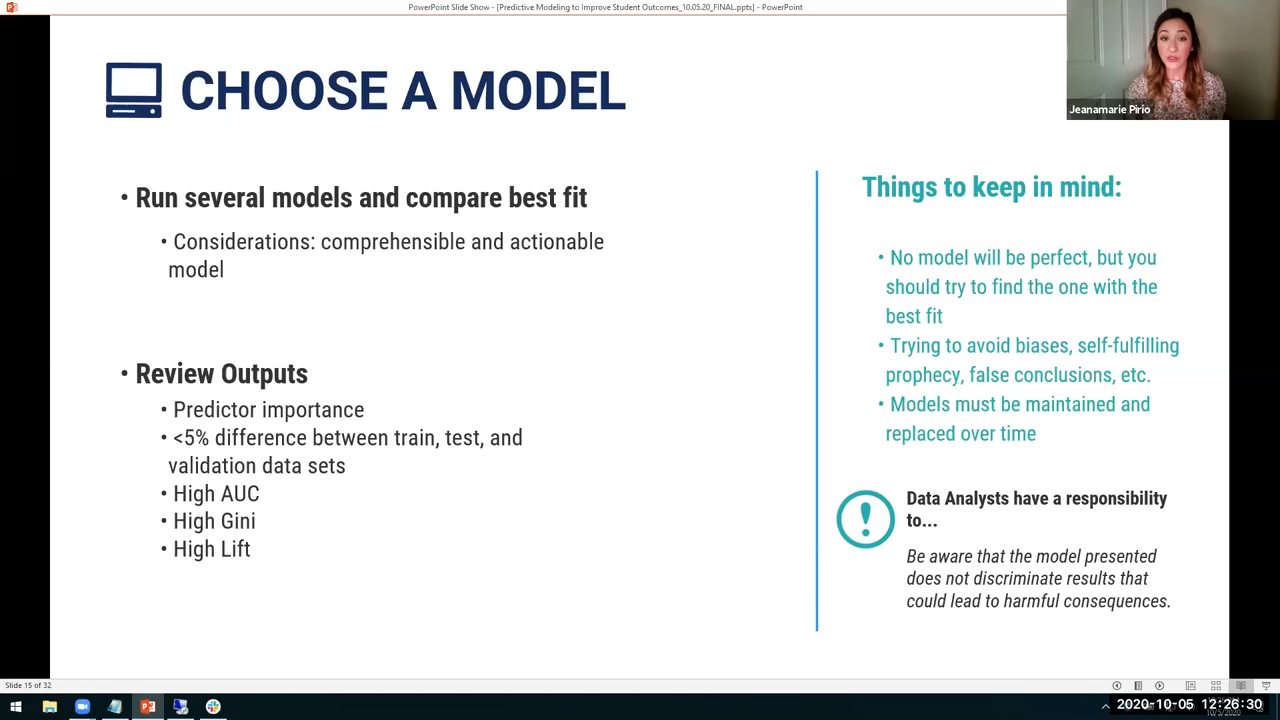 PowerPoint Slide Show - [Predictive Modeling to Improve Student Outcomes_10.05.20_FINAL.pptx] - PowerPoint
Jeanamarie Pirio
CHOOSE A MODEL
• Run several models and compare best fit
• Considerations: comprehensible and actionable
model
• Review Outputs
• Predictor importance
• <5% difference between train, test, and
validation data sets
• High AUC
• High Gini
• High Lift
Things to keep in mind:
• No model will be perfect, but you
should try to find the one with the
best fit
• Trying to avoid biases, self-fulfilling
prophecy, false conclusions, etc.
• Models must be maintained and
replaced over time
Data Analysts have a responsibility
to...
Be aware that the model presented
does not discriminate results that
could lead to harmful consequences.
Slide 15 of 32
2020-10-05 12:26:30